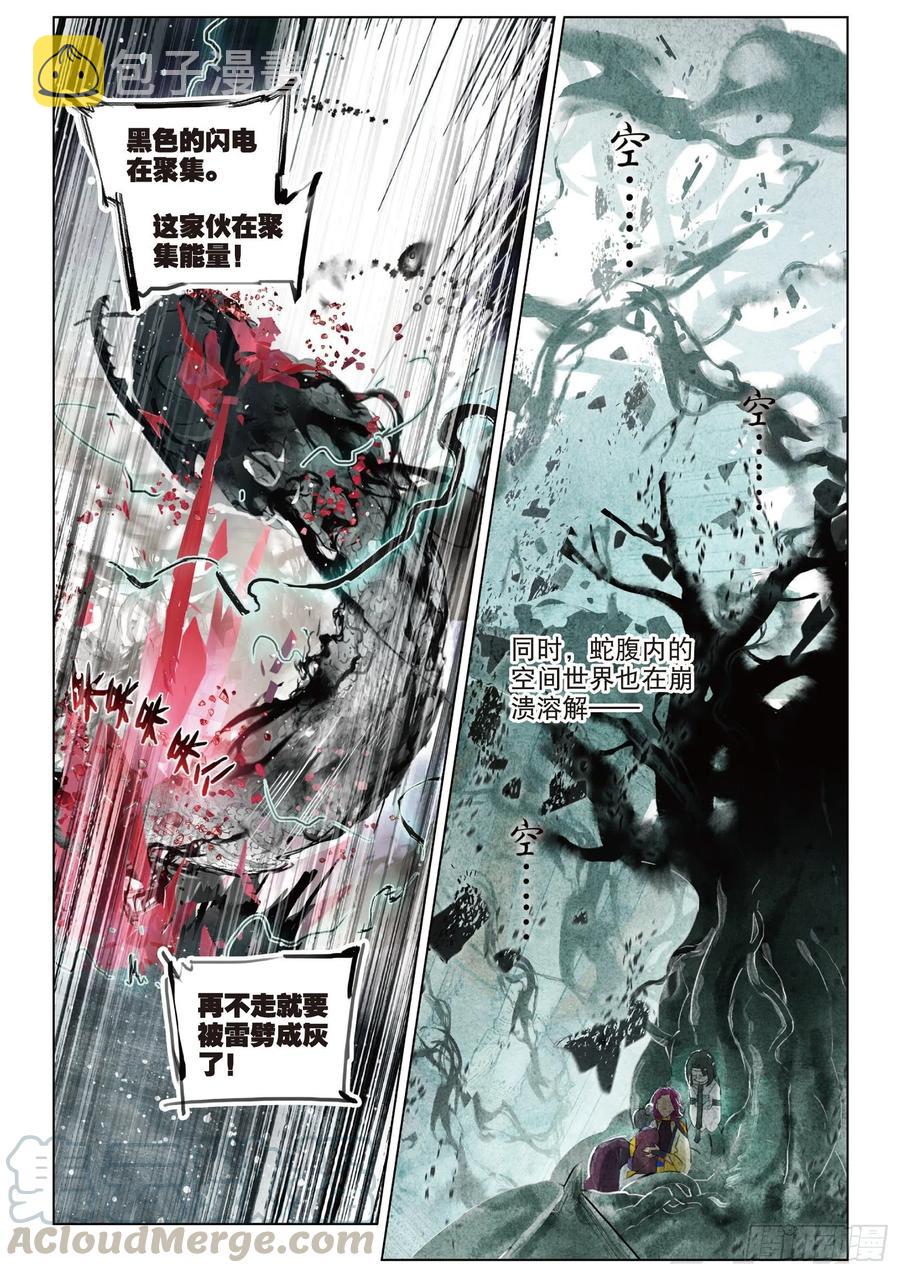 包子漫畫
黑色的闪电
在聚集。
这家伙在聚
集能量！
空……
空……
同时，蛇腹内的
空间世界也在崩
溃溶解——
空……
再不走就要
被雷劈成灰
了！
ACloudMerge.com